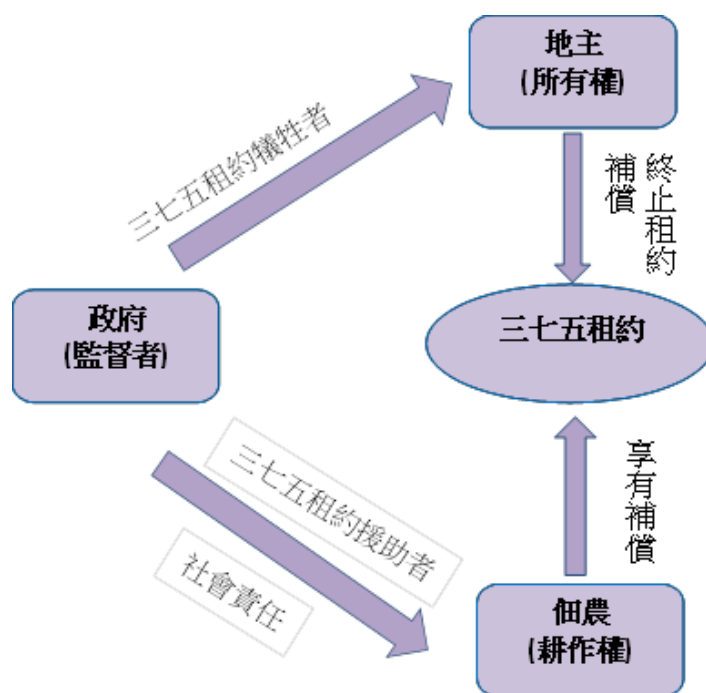 地主
(所有權)
三七五租約犧牲者
終止租約
補償
政府
(監督者)
三七五租約
三七五租約援助者
社會責任
享有補償
佃農
(耕作權)